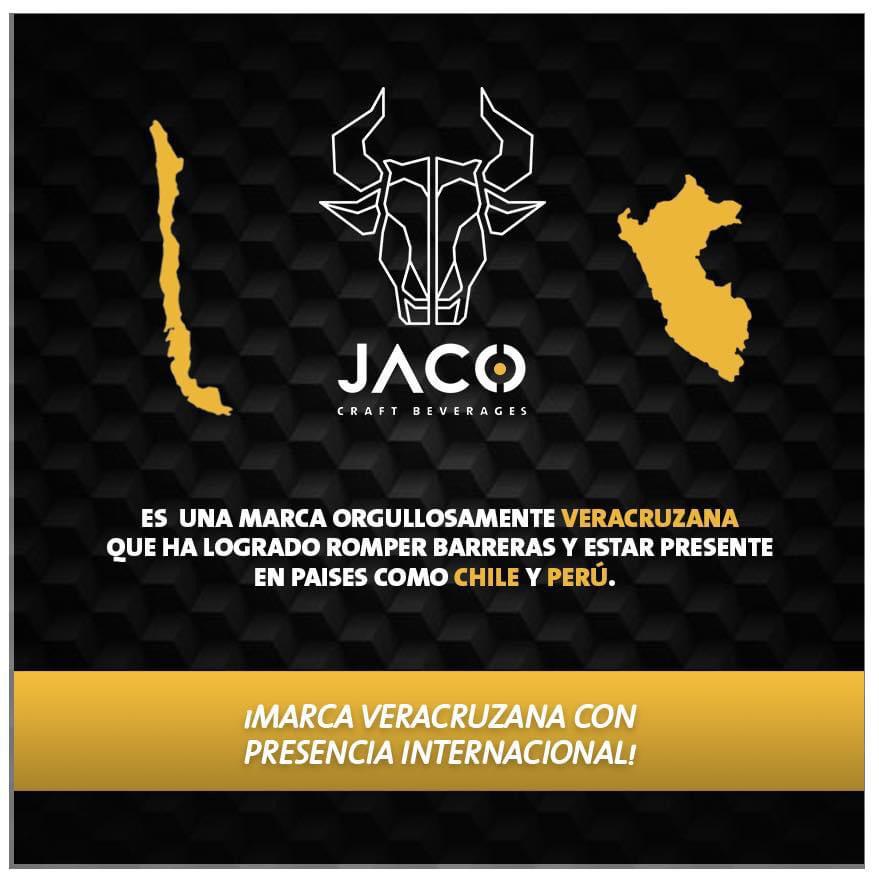 JACO
CRAFT BEVERAGES
ES UNA MARCA ORGULLOSAMENTE VERACRUZANA
QUE HA LOGRADO ROMPER BARRERAS Y ESTAR PRESENTE
EN PAISES COMO CHILE Y PERÚ.
¡MARCA VERACRUZANA CON
PRESENCIA INTERNACIONAL!